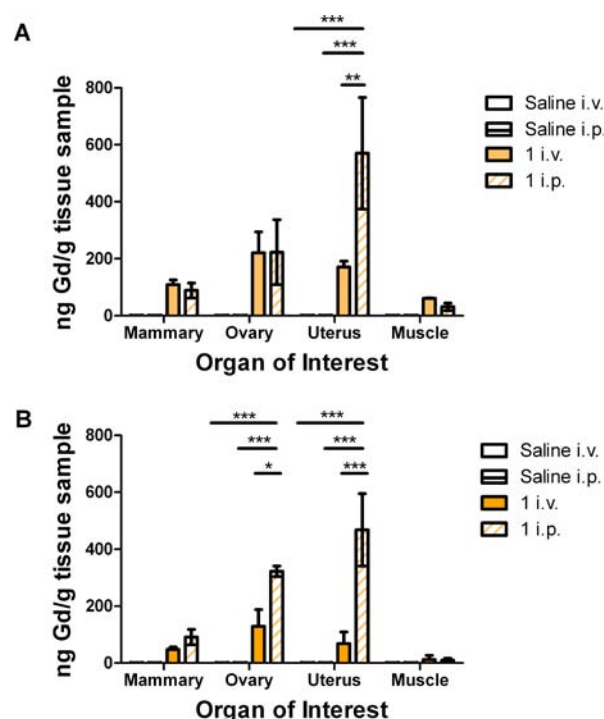 A
***
***
**
800
600
400
200
0
ng Gd/g tissue sample
Mammary Ovary Uterus Muscle
Organ of Interest
Saline i.v.
Saline i.p.
1 i.v.
1 i.p.
B
*** ***
*** ***
* ***
800
600
400
200
0
ng Gd/g tissue sample
Mammary Ovary Uterus Muscle
Organ of Interest
Saline i.v.
Saline i.p.
1 i.v.
1 i.p.